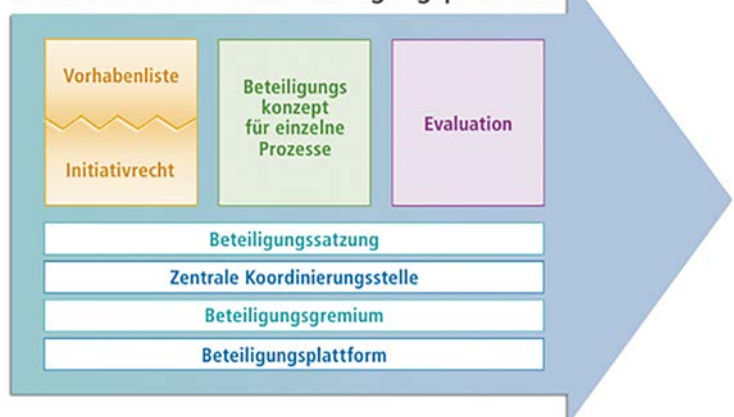 Vorhabenliste
Initiativrecht
Beteiligungs
konzept
für einzelne
Prozesse
Evaluation
Beteiligungssatzung
Zentrale Koordinierungsstelle
Beteiligungsgremium
Beteiligungsplattform